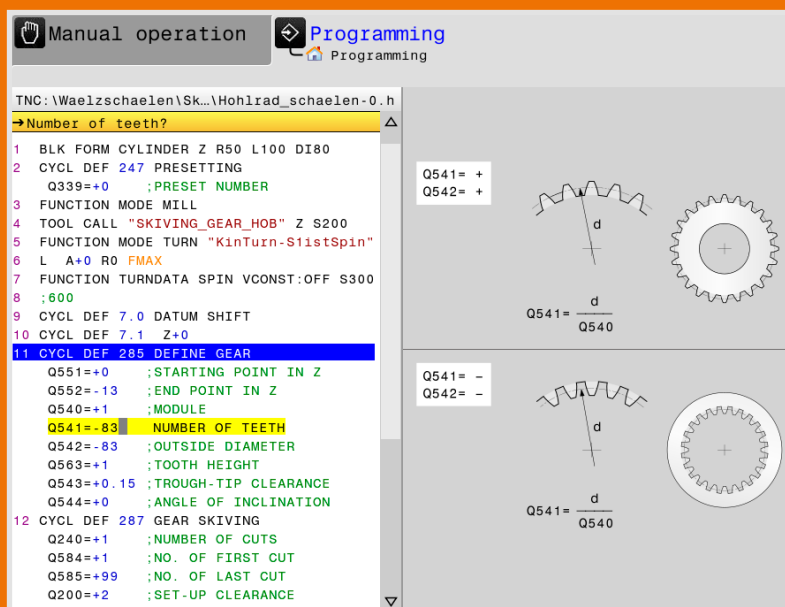 Manual operation
Programming
Programming
TNC:\Waelzschaelen\Sk…\Hohlrad_schaelen-0.h
→Number of teeth?
1 BLK FORM CYLINDER Z R50 L100 DI80
2 CYCL DEF 247 PRESETTING
Q339=+0 ;PRESET NUMBER
3 FUNCTION MODE MILL
4 TOOL CALL "SKIVING_GEAR_HOB" Z S200
5 FUNCTION MODE TURN "KinTurn-S1istSpin"
6 L A+0 R0 FMAX
7 FUNCTION TURNDATA SPIN VCONST:OFF S300
8 ;600
9 CYCL DEF 7.0 DATUM SHIFT
10 CYCL DEF 7.1 Z+0
11 CYCL DEF 285 DEFINE GEAR
Q551=+0 ;STARTING POINT IN Z
Q552=-13 ;END POINT IN Z
Q540=+1 ;MODULE
Q541=-83 NUMBER OF TEETH
Q542=-83 ;OUTSIDE DIAMETER
Q563=+1 ;TOOTH HEIGHT
Q543=+0.15 ;TROUGH-TIP CLEARANCE
Q544=+0 ;ANGLE OF INCLINATION
12 CYCL DEF 287 GEAR SKIVING
Q240=+1 ;NUMBER OF CUTS
Q584=+1 ;NO. OF FIRST CUT
Q585=+99 ;NO. OF LAST CUT
Q200=+2 ;SET-UP CLEARANCE
Q541= +
Q542= +
d
Q541= d
Q540
Q541= –
Q542= –
d
Q541= d
Q540